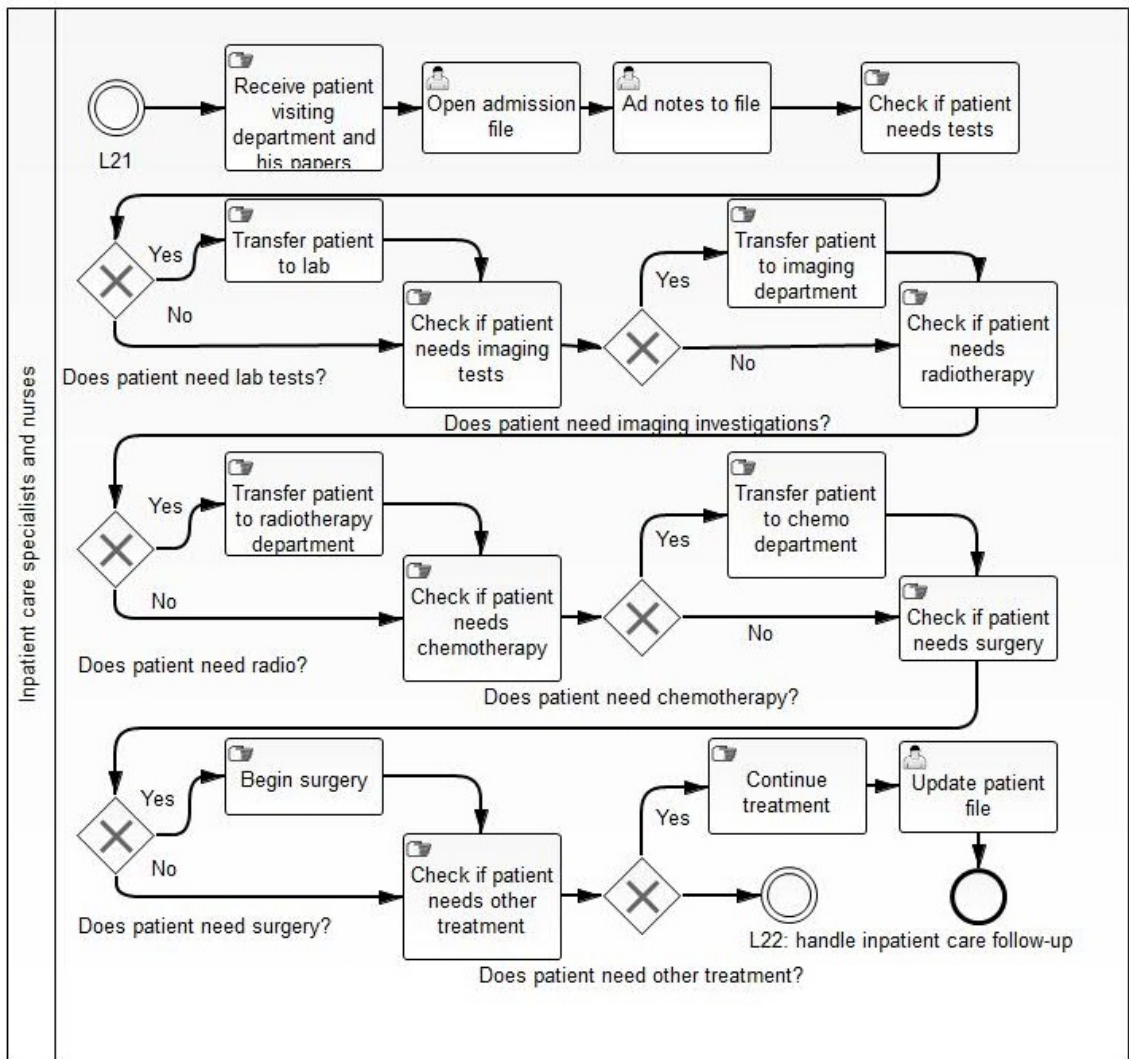 Inpatient care specialists and nurses
L21
Receive patient
visiting
department and
his papers
Open admission
file
Ad notes to file
Check if patient
needs tests
Yes
No
Does patient need lab tests?
Transfer patient
to lab
Check if patient
needs imaging
tests
Yes
No
Does patient need imaging investigations?
Transfer patient
to imaging
department
Check if patient
needs
radiotherapy
Yes
No
Does patient need radio?
Transfer patient
to radiotherapy
department
Check if patient
needs
chemotherapy
Yes
No
Does patient need chemotherapy?
Transfer patient
to chemo
department
Check if patient
needs surgery
Yes
No
Does patient need surgery?
Begin surgery
Check if patient
needs other
treatment
Yes
Does patient need other treatment?
Continue
treatment
Update patient
file
L22: handle inpatient care follow-up